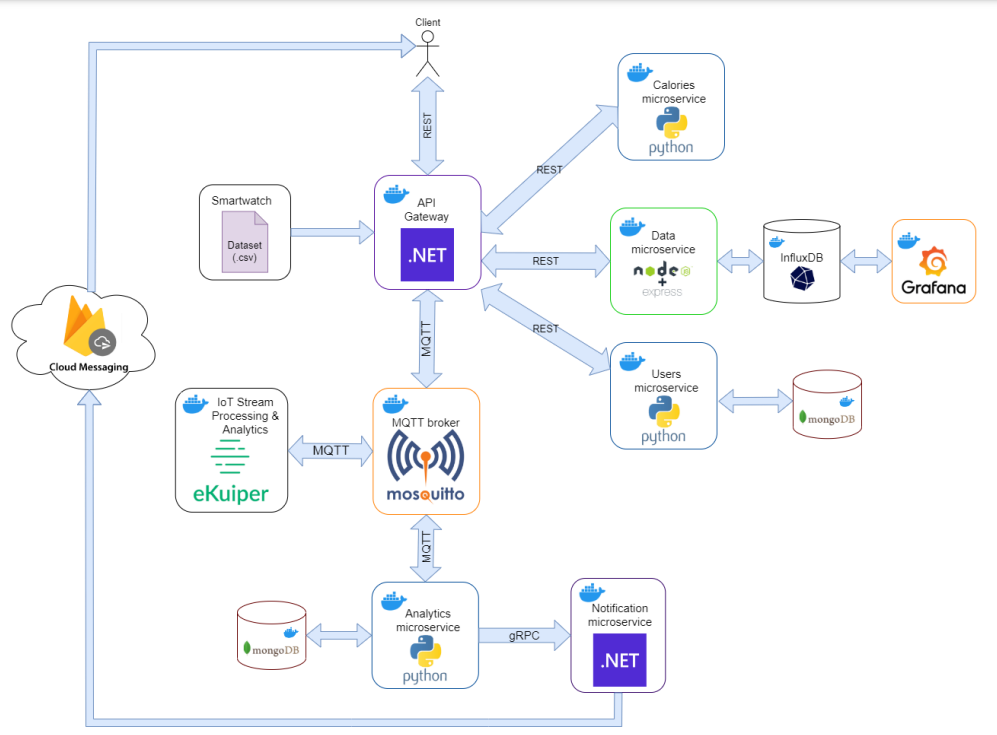 Client
REST
Calories
microservice
python
REST
Smartwatch
Dataset
(.csv)
API
Gateway
.NET
REST
Data
microservice
node
+
express
InfluxDB
Grafana
REST
MQTT
Cloud Messaging
Users
microservice
python
mongoDB
IoT Stream
Processing &
Analytics
eKuiper
MQTT
MQTT broker
mosquitto
MQTT
mongoDB
Analytics
microservice
python
gRPC
Notification
microservice
.NET